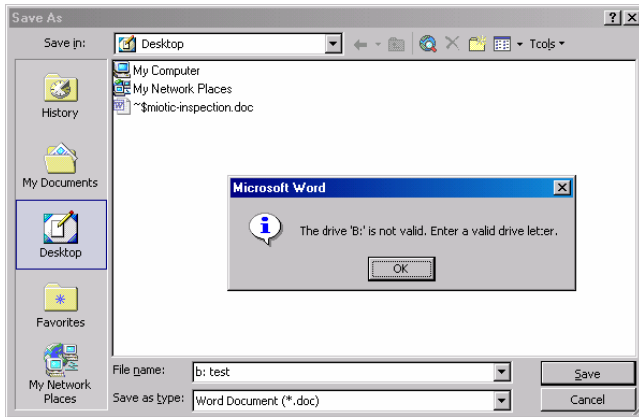 Save As
Save in:
Desktop
Tools
My Computer
My Network Places
~$miotic-inspection.doc
History
My Documents
Desktop
Favorites
My Network
Places
Microsoft Word
The drive 'B:' is not valid. Enter a valid drive letter.
OK
File name:
b: test
Save
Save as type:
Word Document (*.doc)
Cancel